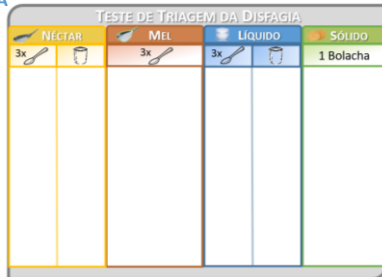 A
TESTE DE TRIAGEM DA DISFAGIA
NÉCTAR MEL LÍQUIDO SÓLIDO
3x 3x 3x 1 Bolacha